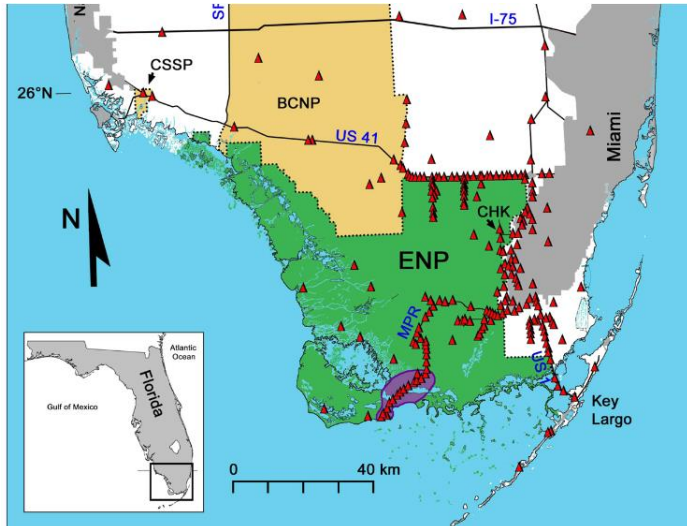 I-75
SR
CSSP
26°N
BCNP
US 41
Miami
N
CHK
ENP
MPR
US 1
Atlantic
Ocean
Florida
Gulf of Mexico
Key
Largo
0
40 km